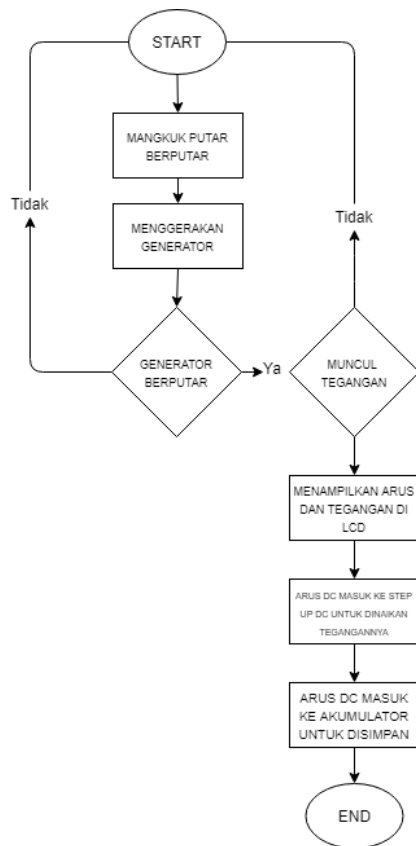 START
MANGKUK PUTAR
BERPUTAR
Tidak
Tidak
MENGGERAKAN
GENERATOR
GENERATOR
BERPUTAR
Ya
MUNCUL
TEGANGAN
MENAMPILKAN ARUS
DAN TEGANGAN DI
LCD
ARUS DC MASUK KE STEP
UP DC UNTUK DINAIKAN
TEGANGANNYA
ARUS DC MASUK
KE AKUMULATOR
UNTUK DISIMPAN
END